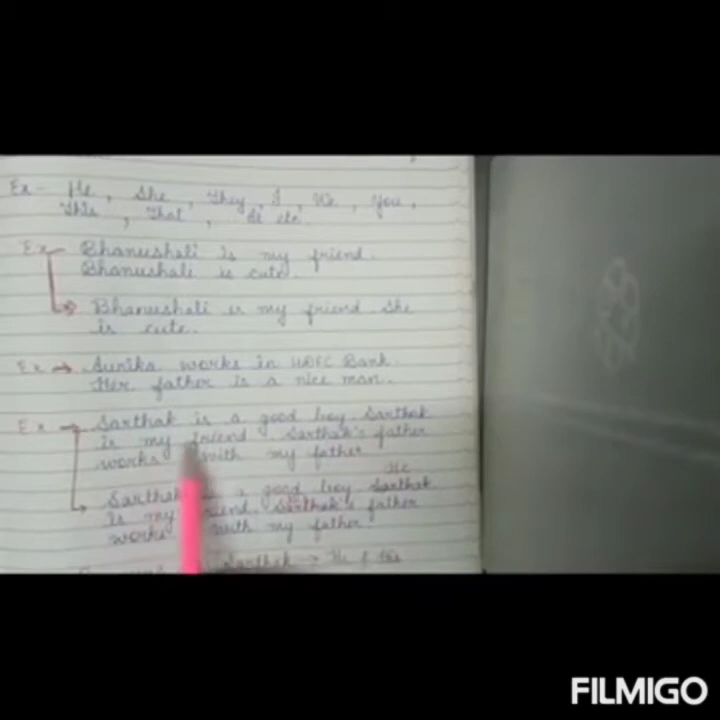 Ex- He, She, They, I, We, You,
This, That, It etc.
Ex- Bhanushali is my friend.
Bhanushali is cute.
Bhanushali is my friend. She
is cute.
Ex → Sunika works in HDFC Bank.
Her father is a nice man.
Ex → Sarthak is a good boy. Sarthak
is my friend. Sarthak's father
works with my father.
He
Sarthak is a good boy. Sarthak
is my friend. Sarthak's father
works with my father.
Sarthak → He &
FILMIGO